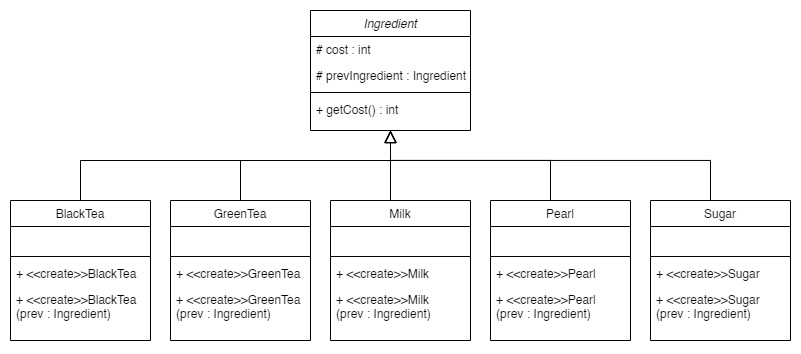 Ingredient
# cost : int
# prevIngredient : Ingredient
+ getCost() : int
BlackTea
+ <<create>>BlackTea
+ <<create>>BlackTea
(prev : Ingredient)
GreenTea
+ <<create>>GreenTea
+ <<create>>GreenTea
(prev : Ingredient)
Milk
+ <<create>>Milk
+ <<create>>Milk
(prev : Ingredient)
Pearl
+ <<create>>Pearl
+ <<create>>Pearl
(prev : Ingredient)
Sugar
+ <<create>>Sugar
+ <<create>>Sugar
(prev : Ingredient)